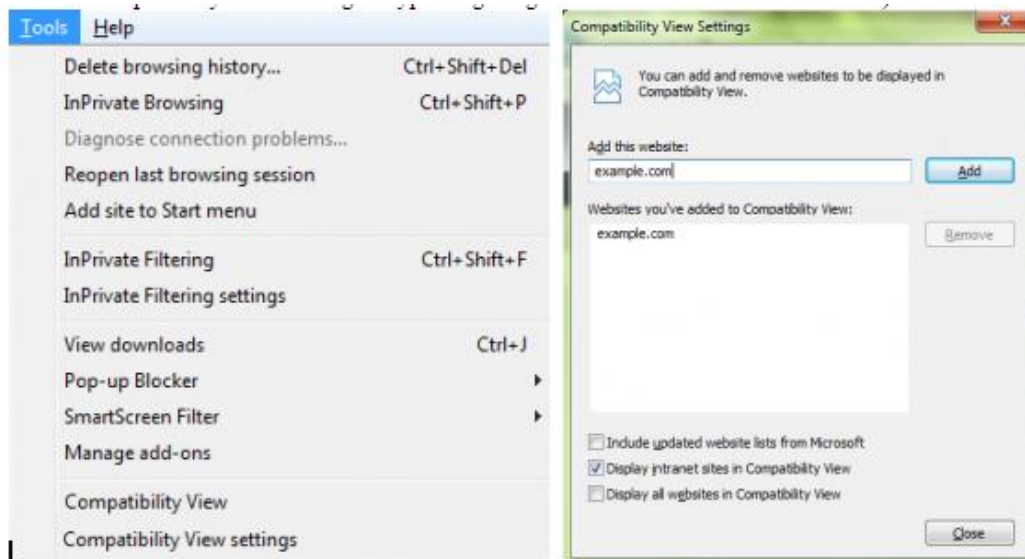 Tools Help
Delete browsing history... Ctrl+Shift+Del
InPrivate Browsing Ctrl+Shift+P
Diagnose connection problems...
Reopen last browsing session
Add site to Start menu
InPrivate Filtering Ctrl+Shift+F
InPrivate Filtering settings
View downloads Ctrl+J
Pop-up Blocker
SmartScreen Filter
Manage add-ons
Compatibility View
Compatibility View settings
Compatibility View Settings
You can add and remove websites to be displayed in
Compatibility View.
Add this website:
example.com Add
Websites you've added to Compatibility View:
example.com Remove
Include updated website lists from Microsoft
Display intranet sites in Compatibility View
Display all websites in Compatibility View
Close